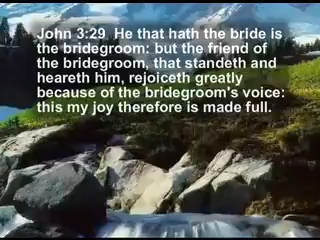 John 3:29  He that hath the bride is
the bridegroom: but the friend of
the bridegroom, that standeth and
heareth him, rejoiceth greatly
because of the bridegroom's voice:
this my joy therefore is made full.